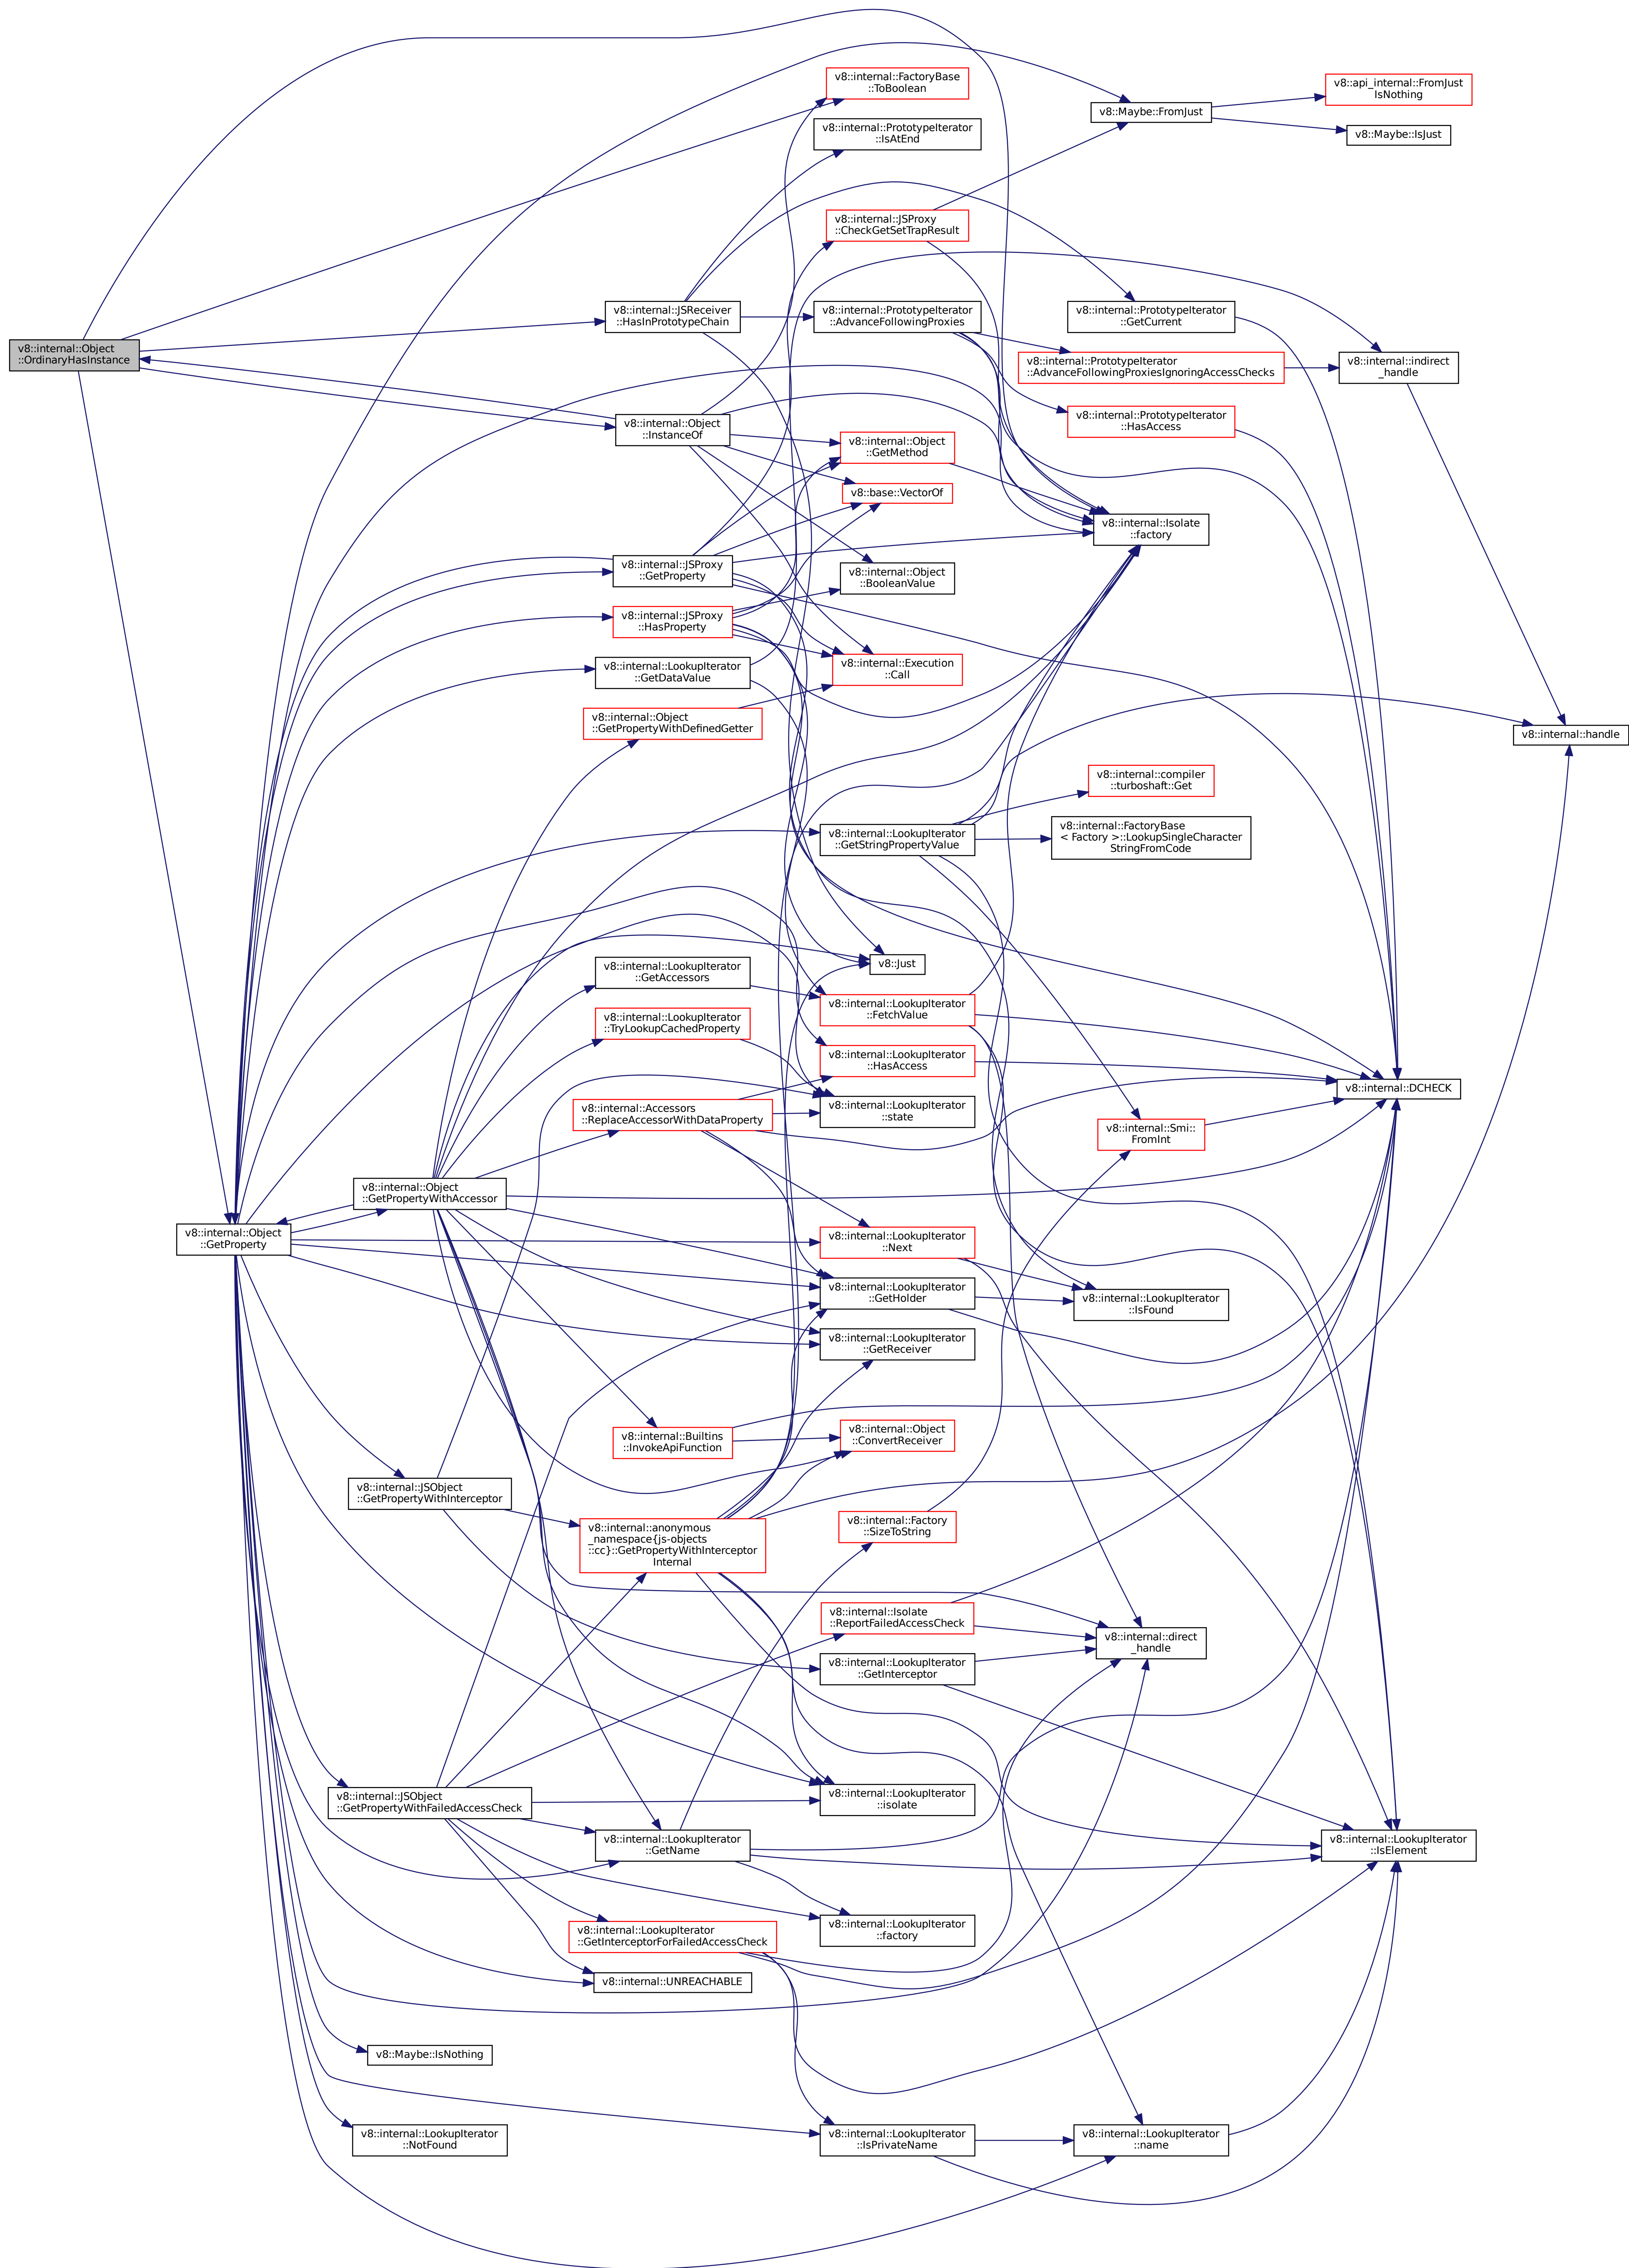 v8::internal::FactoryBase
::ToBoolean
v8::api_internal::FromJust
IsNothing
v8::Maybe::FromJust
v8::internal::PrototypeIterator
::IsAtEnd
v8::Maybe::IsJust
v8::internal::JSProxy
::CheckGetSetTrapResult
v8::internal::JSReceiver
::HasInPrototypeChain
v8::internal::PrototypeIterator
::AdvanceFollowingProxies
v8::internal::PrototypeIterator
::GetCurrent
v8::internal::Object
::OrdinaryHasInstance
v8::internal::PrototypeIterator
::AdvanceFollowingProxiesIgnoringAccessChecks
v8::internal::indirect
_handle
v8::internal::PrototypeIterator
::HasAccess
v8::internal::Object
::InstanceOf
v8::internal::Object
::GetMethod
v8::base::VectorOf
v8::internal::Isolate
::factory
v8::internal::JSProxy
::GetProperty
v8::internal::Object
::BooleanValue
v8::internal::JSProxy
::HasProperty
v8::internal::LookupIterator
::GetDataValue
v8::internal::Execution
::Call
v8::internal::Object
::GetPropertyWithDefinedGetter
v8::internal::handle
v8::internal::compiler
::turboshaft::Get
v8::internal::LookupIterator
::GetStringPropertyValue
v8::internal::FactoryBase
< Factory >::LookupSingleCharacter
StringFromCode
v8::Just
v8::internal::LookupIterator
::GetAccessors
v8::internal::LookupIterator
::FetchValue
v8::internal::LookupIterator
::TryLookupCachedProperty
v8::internal::LookupIterator
::HasAccess
v8::internal::DCHECK
v8::internal::Accessors
::ReplaceAccessorWithDataProperty
v8::internal::LookupIterator
::state
v8::internal::Smi::
FromInt
v8::internal::Object
::GetPropertyWithAccessor
v8::internal::Object
::GetProperty
v8::internal::LookupIterator
::Next
v8::internal::LookupIterator
::GetHolder
v8::internal::LookupIterator
::IsFound
v8::internal::LookupIterator
::GetReceiver
v8::internal::Builtins
::InvokeApiFunction
v8::internal::Object
::ConvertReceiver
v8::internal::JSObject
::GetPropertyWithInterceptor
v8::internal::anonymous
_namespace{js-objects
::cc}::GetPropertyWithInterceptor
Internal
v8::internal::Factory
::SizeToString
v8::internal::Isolate
::ReportFailedAccessCheck
v8::internal::direct
_handle
v8::internal::LookupIterator
::GetInterceptor
v8::internal::JSObject
::GetPropertyWithFailedAccessCheck
v8::internal::LookupIterator
::isolate
v8::internal::LookupIterator
::GetName
v8::internal::LookupIterator
::IsElement
v8::internal::LookupIterator
::factory
v8::internal::LookupIterator
::GetInterceptorForFailedAccessCheck
v8::internal::UNREACHABLE
v8::Maybe::IsNothing
v8::internal::LookupIterator
::NotFound
v8::internal::LookupIterator
::IsPrivateName
v8::internal::LookupIterator
::name